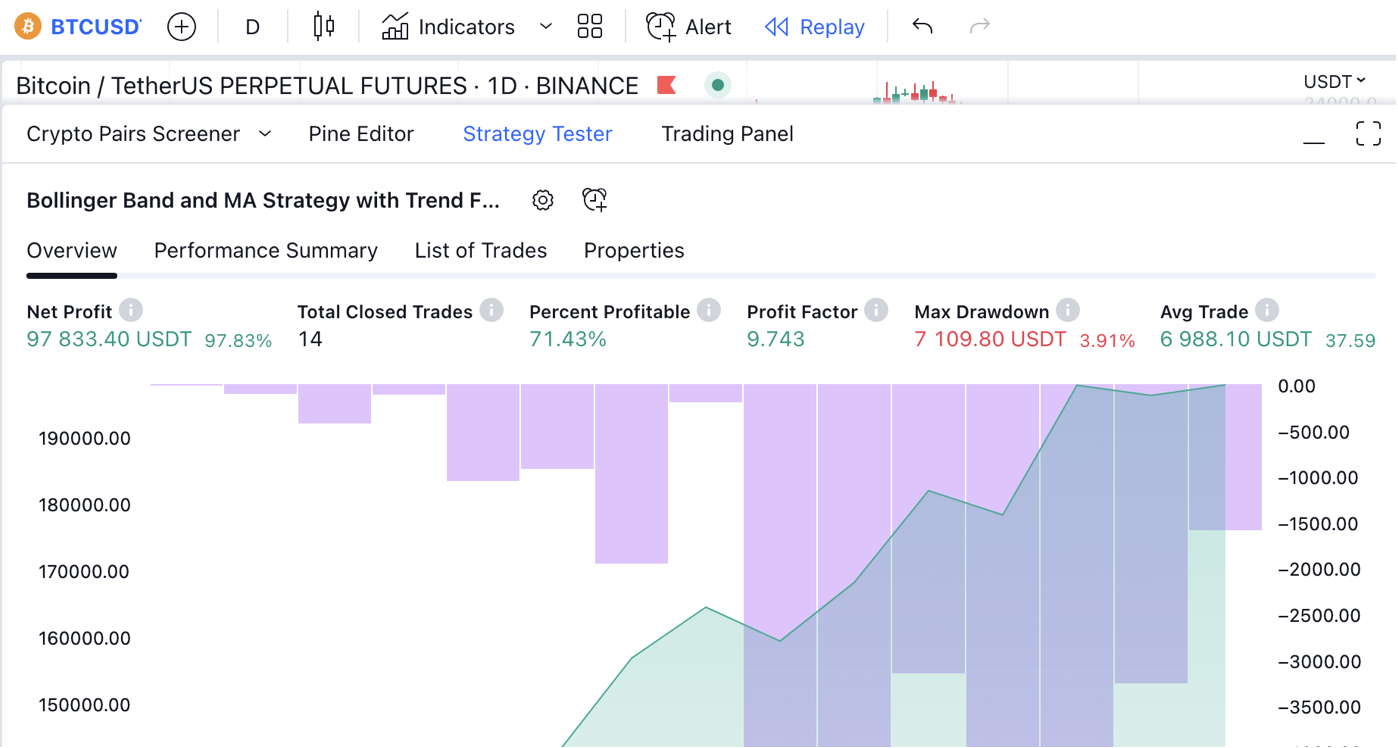 BTCUSD D Indicators Alert Replay
Bitcoin / TetherUS PERPETUAL FUTURES · 1D · BINANCE USDT
Crypto Pairs Screener Pine Editor Strategy Tester Trading Panel
Bollinger Band and MA Strategy with Trend F...
Overview Performance Summary List of Trades Properties
Net Profit Total Closed Trades Percent Profitable Profit Factor Max Drawdown Avg Trade
97 833.40 USDT 97.83% 14 71.43% 9.743 7 109.80 USDT 3.91% 6 988.10 USDT 37.59
0.00
190000.00 −500.00
−1000.00
180000.00 −1500.00
170000.00 −2000.00
−2500.00
160000.00 −3000.00
150000.00 −3500.00